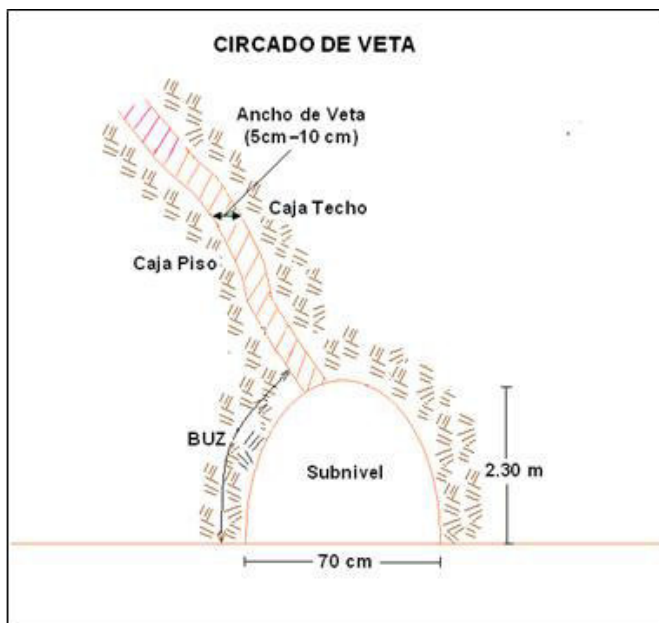 CIRCADO DE VETA
Ancho de Veta
(5cm–10 cm)
Caja Techo
Caja Piso
BUZ
Subnivel
2.30 m
70 cm